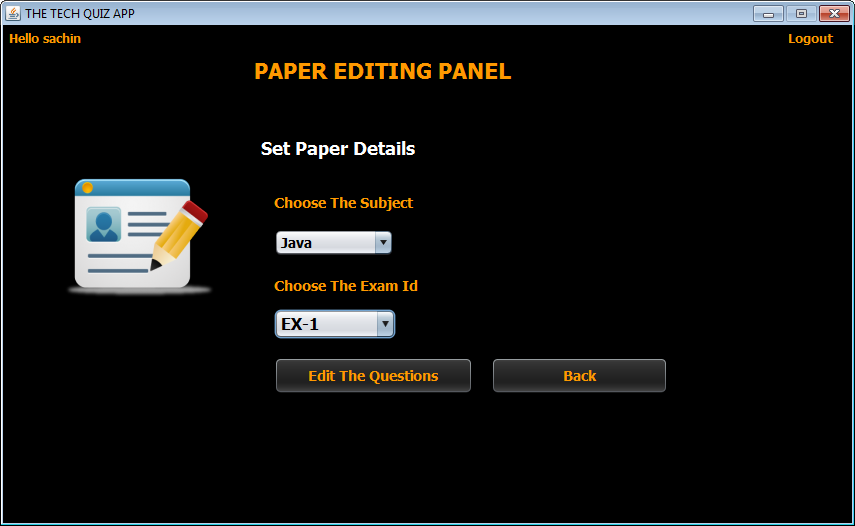 THE TECH QUIZ APP
Hello sachin
Logout
PAPER EDITING PANEL
Set Paper Details
Choose The Subject
Java
Choose The Exam Id
EX-1
Edit The Questions
Back